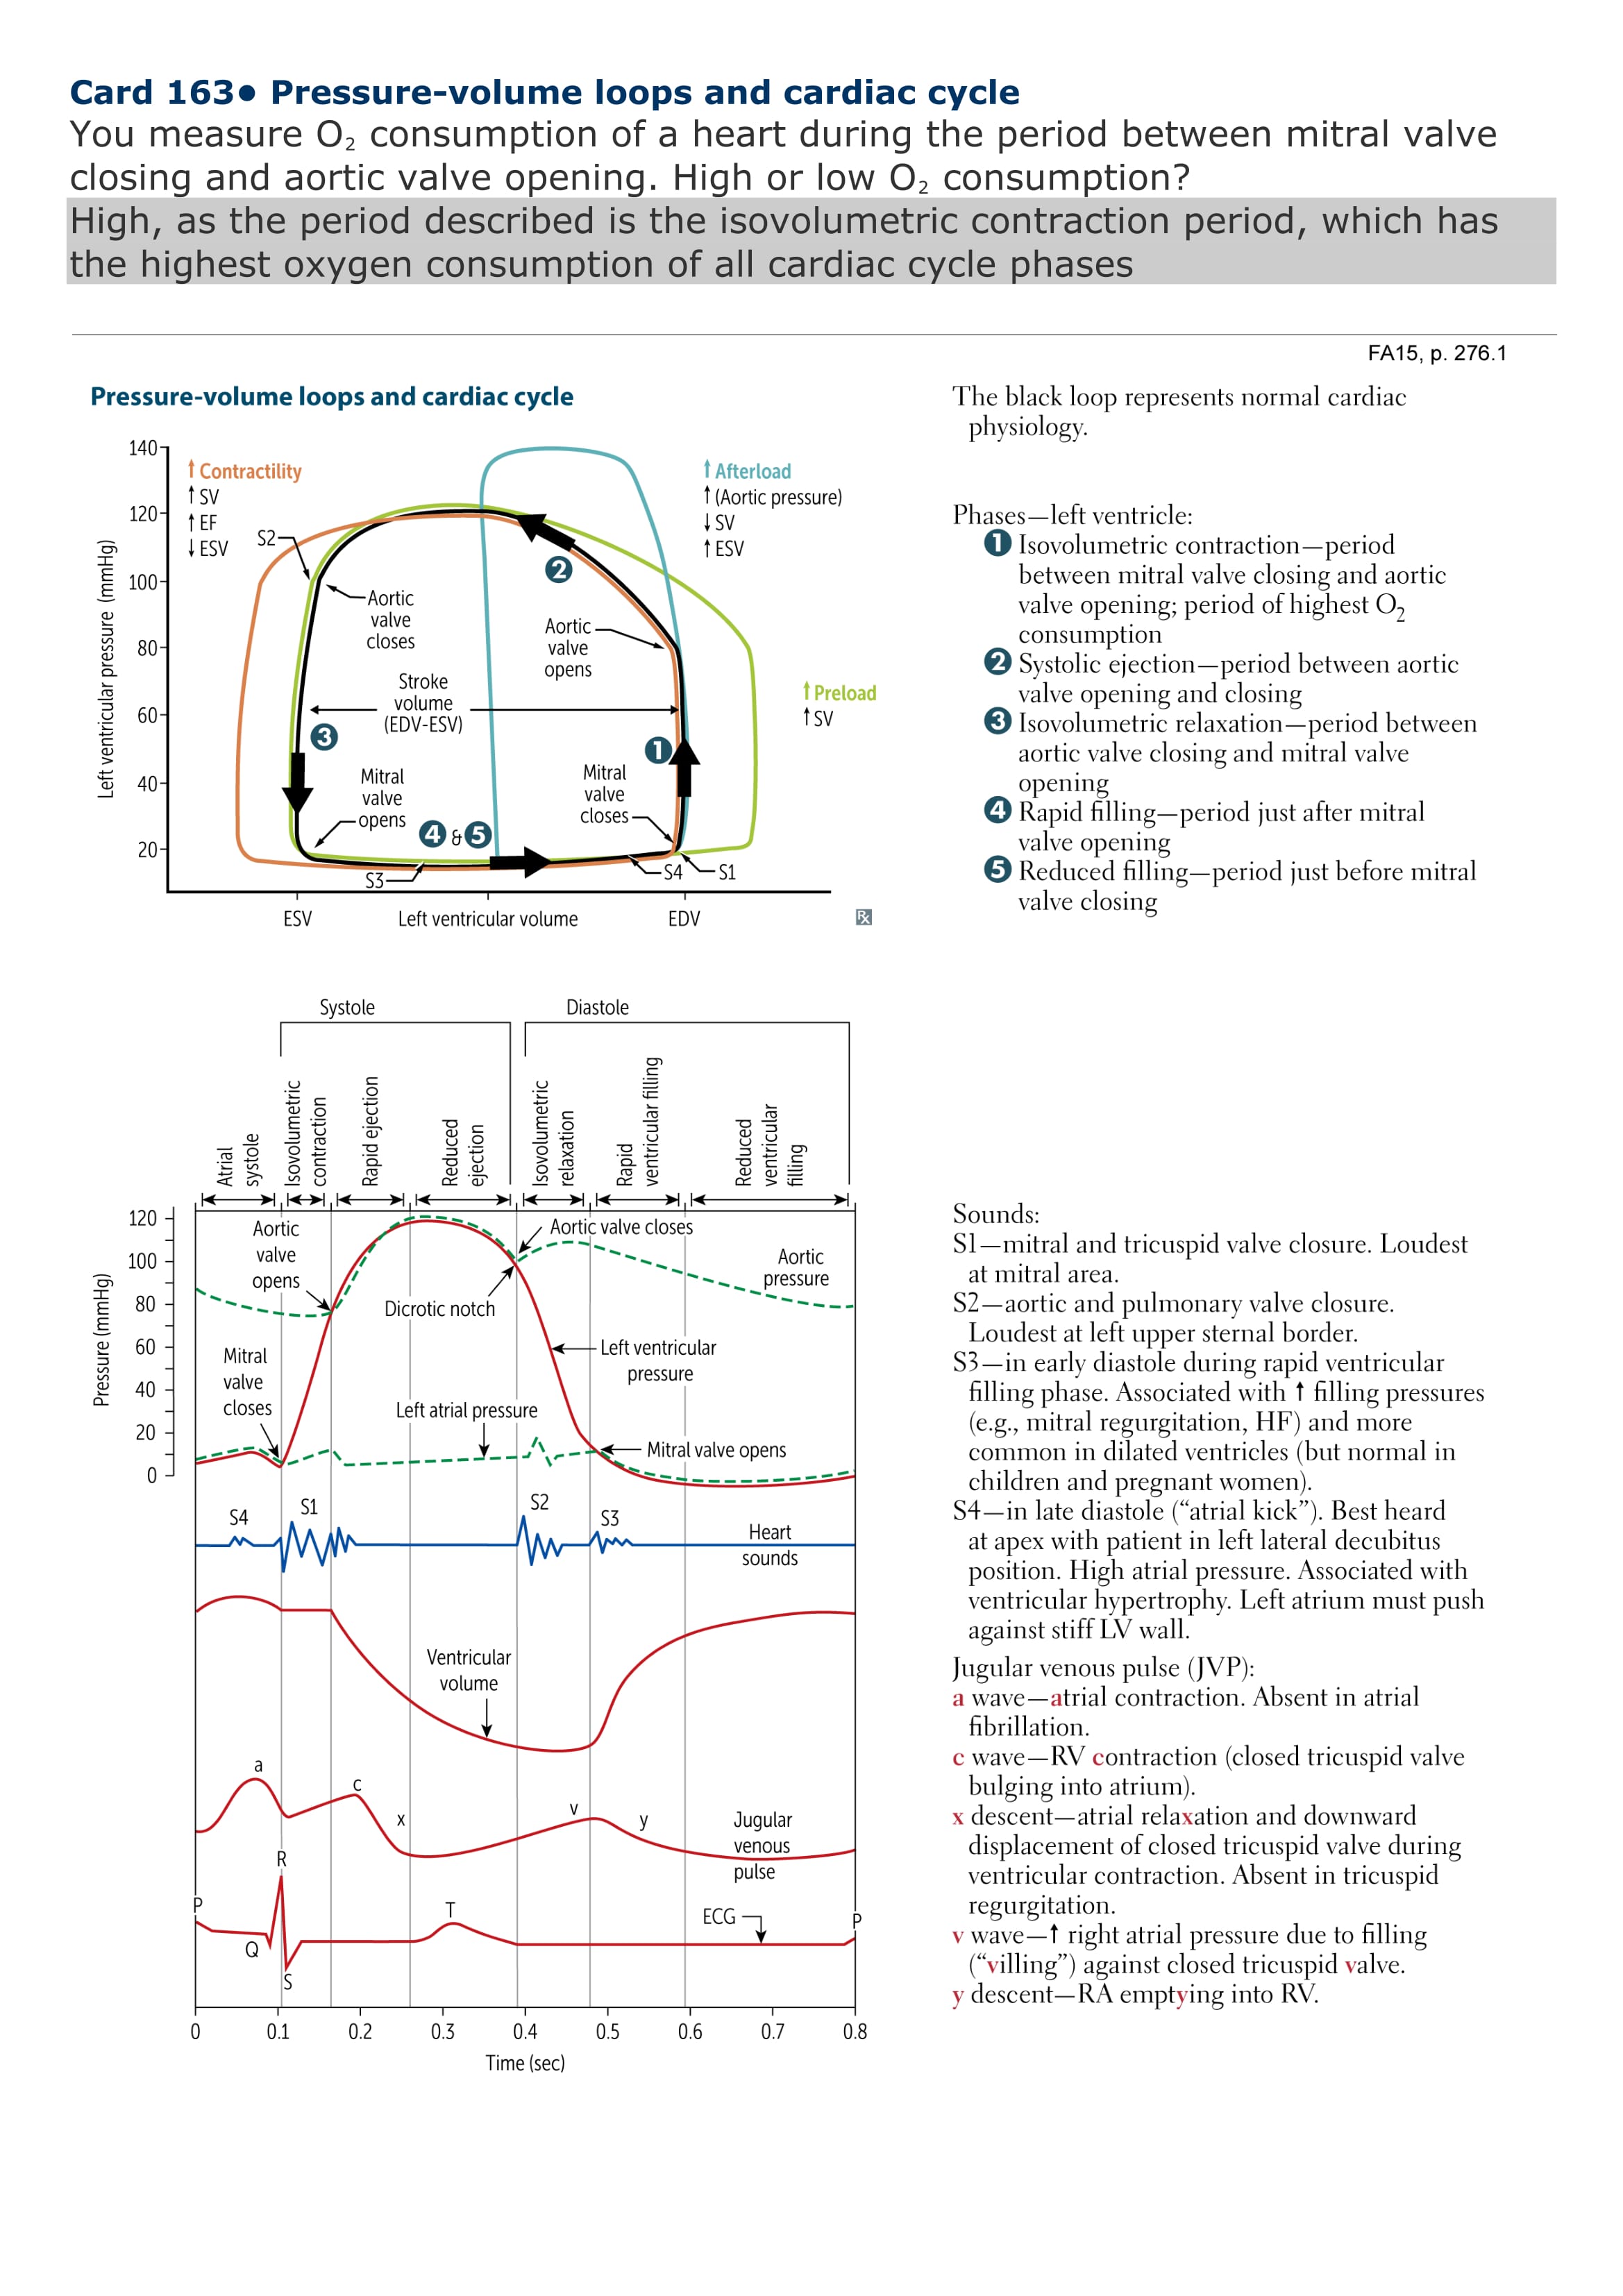 Card 163• Pressure-volume loops and cardiac cycle
You measure O₂ consumption of a heart during the period between mitral valve
closing and aortic valve opening. High or low O₂ consumption?
High, as the period described is the isovolumetric contraction period, which has
the highest oxygen consumption of all cardiac cycle phases
FA15, p. 276.1
Pressure-volume loops and cardiac cycle
140
120
100
80
60
40
20
Left ventricular pressure (mmHg)
↑ Contractility
↑ SV
↑ EF
↓ ESV
S2
↑ Afterload
↑ (Aortic pressure)
↓ SV
↑ ESV
2
Aortic
valve
closes
Aortic
valve
opens
Stroke
volume
(EDV-ESV)
↑ Preload
↑ SV
3
1
Mitral
valve
opens
Mitral
valve
closes
4 & 5
S3
S4
S1
ESV
Left ventricular volume
EDV
Rx
The black loop represents normal cardiac
physiology.
Phases—left ventricle:
1 Isovolumetric contraction—period
between mitral valve closing and aortic
valve opening; period of highest O₂
consumption
2 Systolic ejection—period between aortic
valve opening and closing
3 Isovolumetric relaxation—period between
aortic valve closing and mitral valve
opening
4 Rapid filling—period just after mitral
valve opening
5 Reduced filling—period just before mitral
valve closing
Systole
Diastole
Atrial
systole
Isovolumetric
contraction
Rapid ejection
Reduced
ejection
Isovolumetric
relaxation
Rapid
ventricular filling
Reduced
ventricular
filling
120
100
80
60
40
20
0
Pressure (mmHg)
Aortic
valve
opens
Aortic valve closes
Aortic
pressure
Dicrotic notch
Mitral
valve
closes
Left ventricular
pressure
Left atrial pressure
Mitral valve opens
S4
S1
S2
S3
Heart
sounds
Ventricular
volume
a
c
x
v
y
Jugular
venous
pulse
P
Q
R
S
T
ECG
P
0
0.1
0.2
0.3
0.4
0.5
0.6
0.7
0.8
Time (sec)
Sounds:
S1—mitral and tricuspid valve closure. Loudest
at mitral area.
S2—aortic and pulmonary valve closure.
Loudest at left upper sternal border.
S3—in early diastole during rapid ventricular
filling phase. Associated with ↑ filling pressures
(e.g., mitral regurgitation, HF) and more
common in dilated ventricles (but normal in
children and pregnant women).
S4—in late diastole (“atrial kick”). Best heard
at apex with patient in left lateral decubitus
position. High atrial pressure. Associated with
ventricular hypertrophy. Left atrium must push
against stiff LV wall.
Jugular venous pulse (JVP):
a wave—atrial contraction. Absent in atrial
fibrillation.
c wave—RV contraction (closed tricuspid valve
bulging into atrium).
x descent—atrial relaxation and downward
displacement of closed tricuspid valve during
ventricular contraction. Absent in tricuspid
regurgitation.
v wave—↑ right atrial pressure due to filling
(“villing”) against closed tricuspid valve.
y descent—RA emptying into RV.